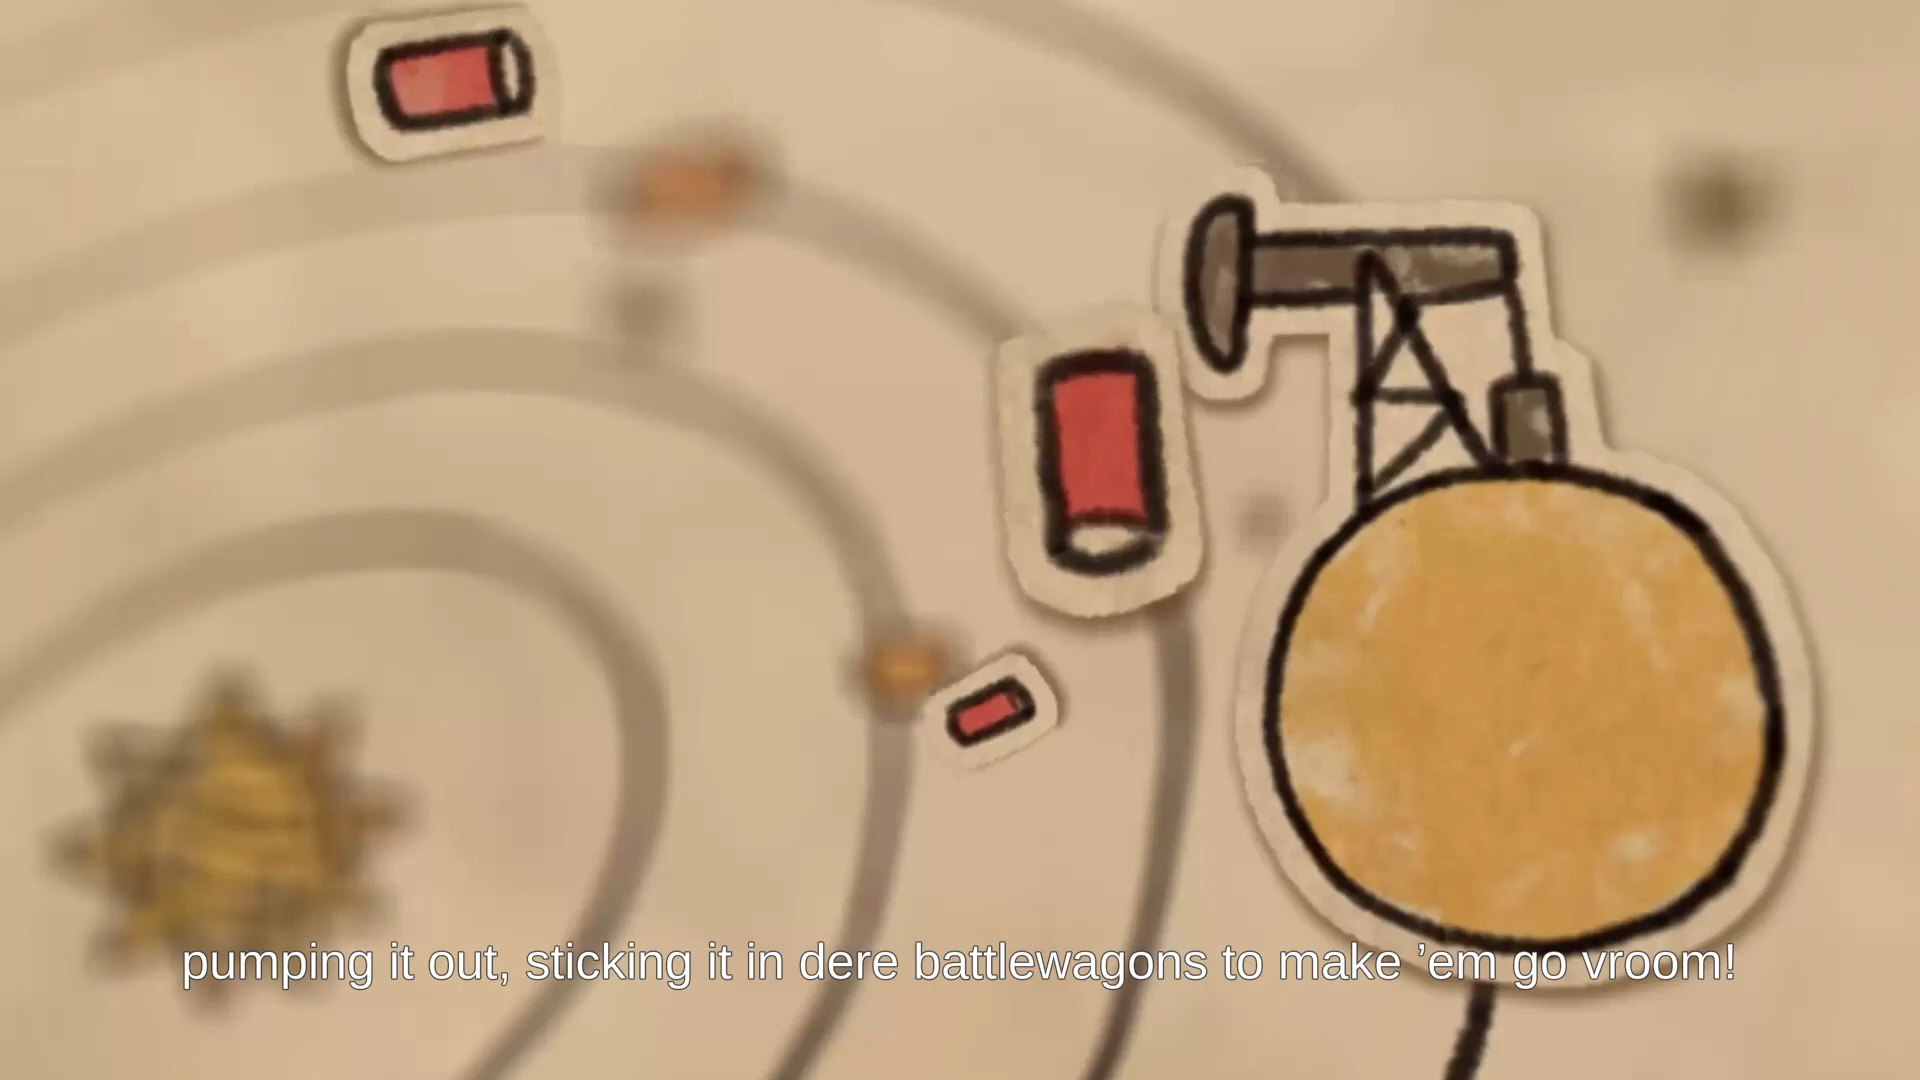 pumping it out, sticking it in dere battlewagons to make ’em go vroom!